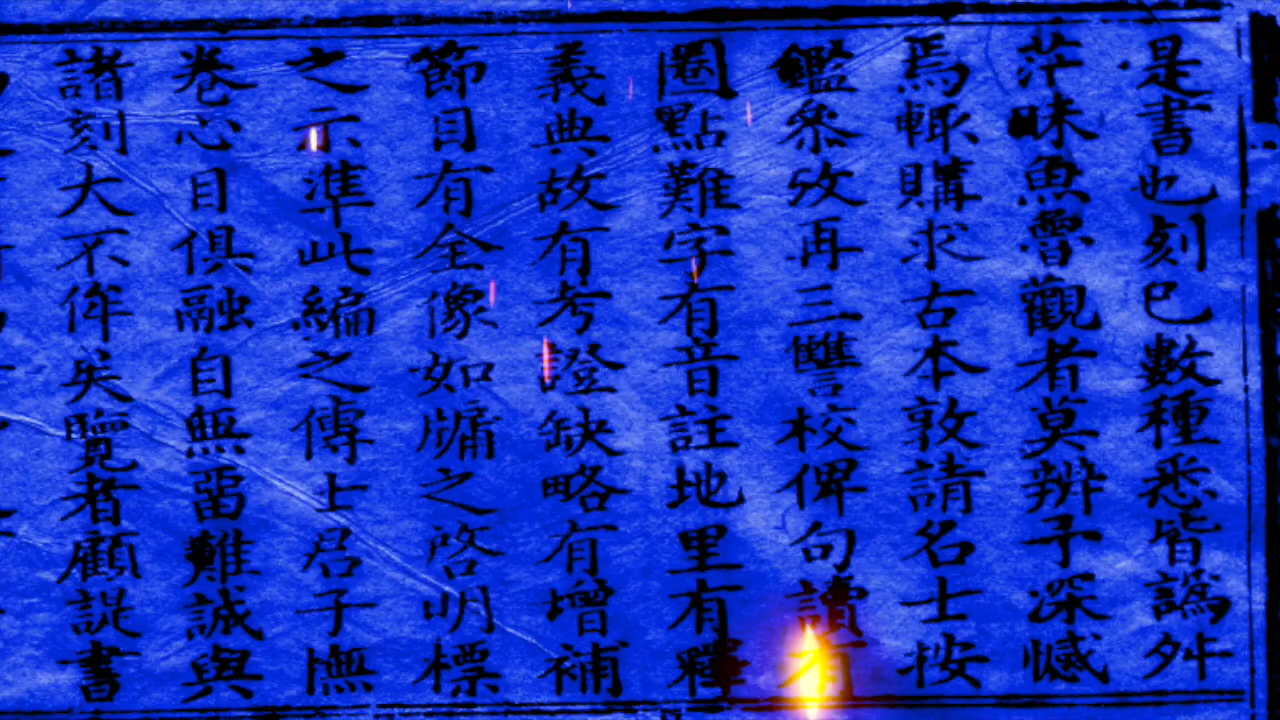 是書也刻已數種悉皆譌舛
茫昧魚魯觀者莫辨予深憾
焉輒購求古本敦請名士按
鑑叅攷再三讐校俾句讀有
圈點難字有音註地里有釋
義典故有考證缺略有增補
節目有全像如牖之啓明標
之示準此編之傳士君子憮
卷心目俱融自無畱難誠與
諸刻大不侔矣覽者顧諟書